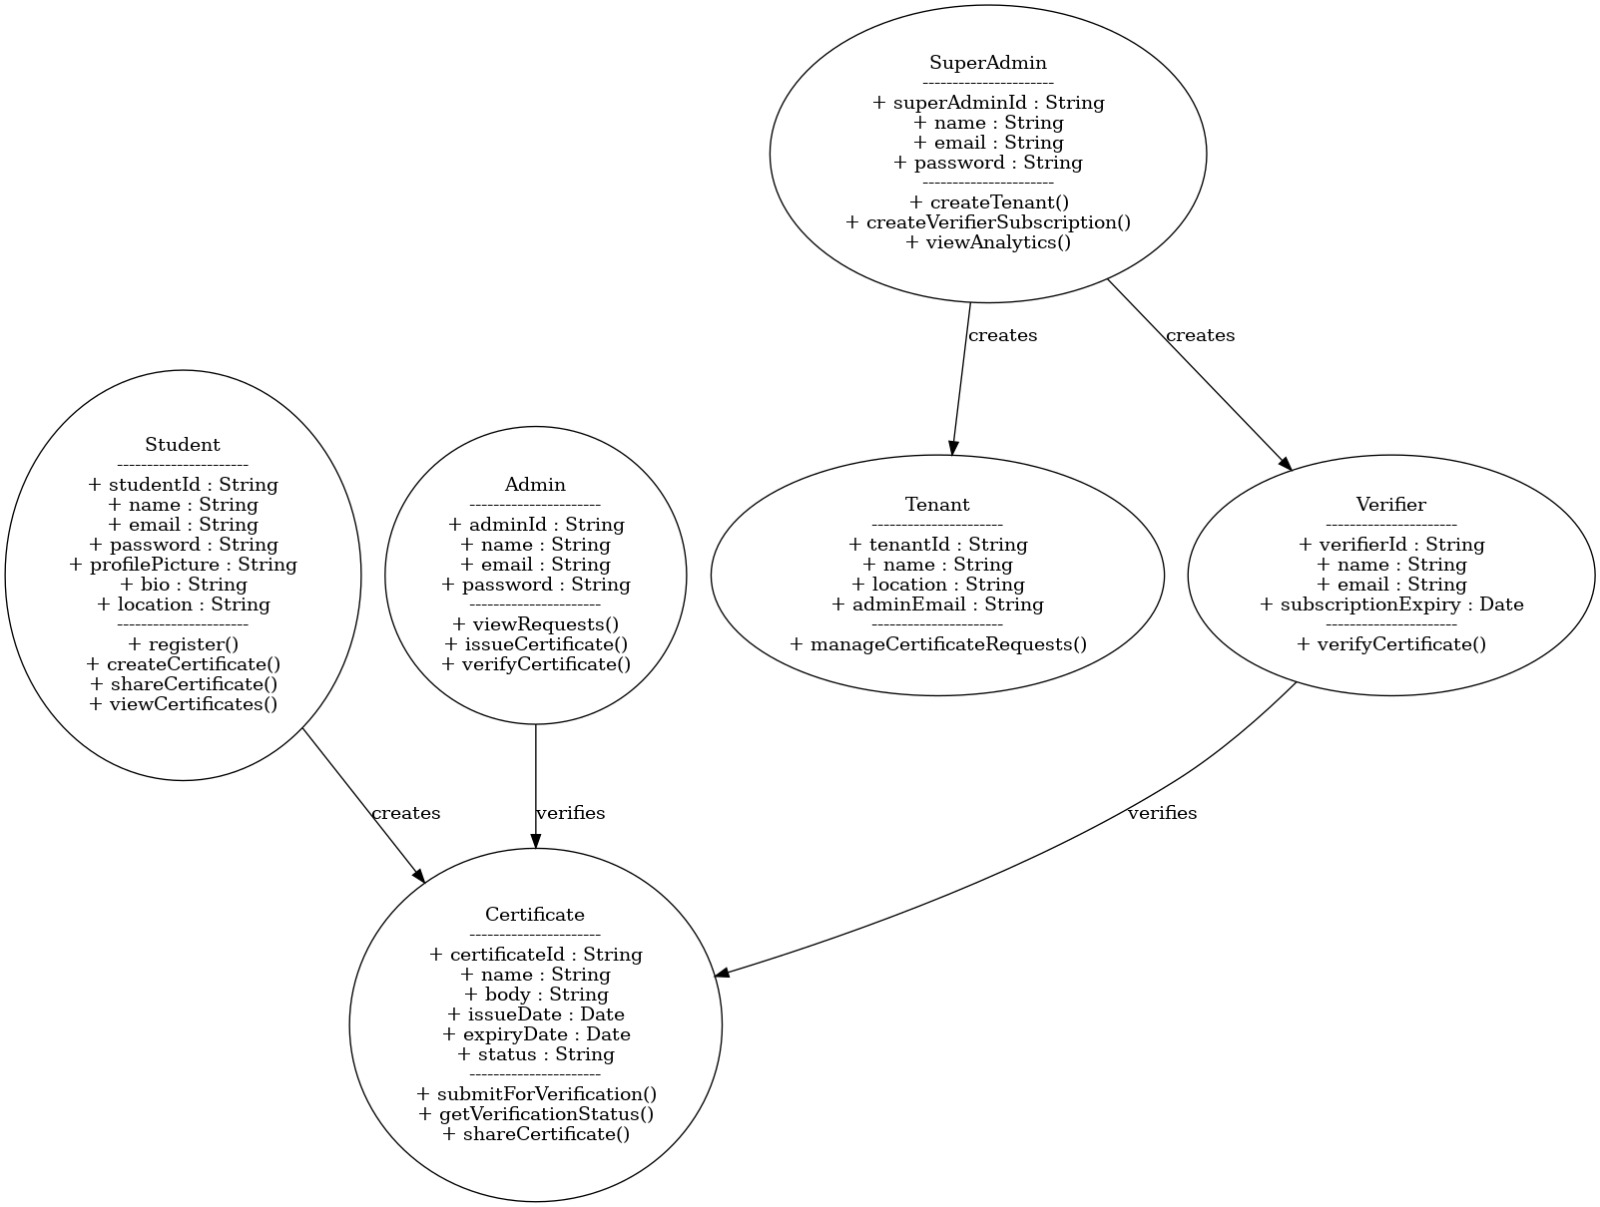 SuperAdmin
----------------------
+ superAdminId : String
+ name : String
+ email : String
+ password : String
----------------------
+ createTenant()
+ createVerifierSubscription()
+ viewAnalytics()
creates
creates
Student
----------------------
+ studentId : String
+ name : String
+ email : String
+ password : String
+ profilePicture : String
+ bio : String
+ location : String
----------------------
+ register()
+ createCertificate()
+ shareCertificate()
+ viewCertificates()
Admin
----------------------
+ adminId : String
+ name : String
+ email : String
+ password : String
----------------------
+ viewRequests()
+ issueCertificate()
+ verifyCertificate()
Tenant
----------------------
+ tenantId : String
+ name : String
+ location : String
+ adminEmail : String
----------------------
+ manageCertificateRequests()
Verifier
----------------------
+ verifierId : String
+ name : String
+ email : String
+ subscriptionExpiry : Date
----------------------
+ verifyCertificate()
creates
verifies
verifies
Certificate
----------------------
+ certificateId : String
+ name : String
+ body : String
+ issueDate : Date
+ expiryDate : Date
+ status : String
----------------------
+ submitForVerification()
+ getVerificationStatus()
+ shareCertificate()